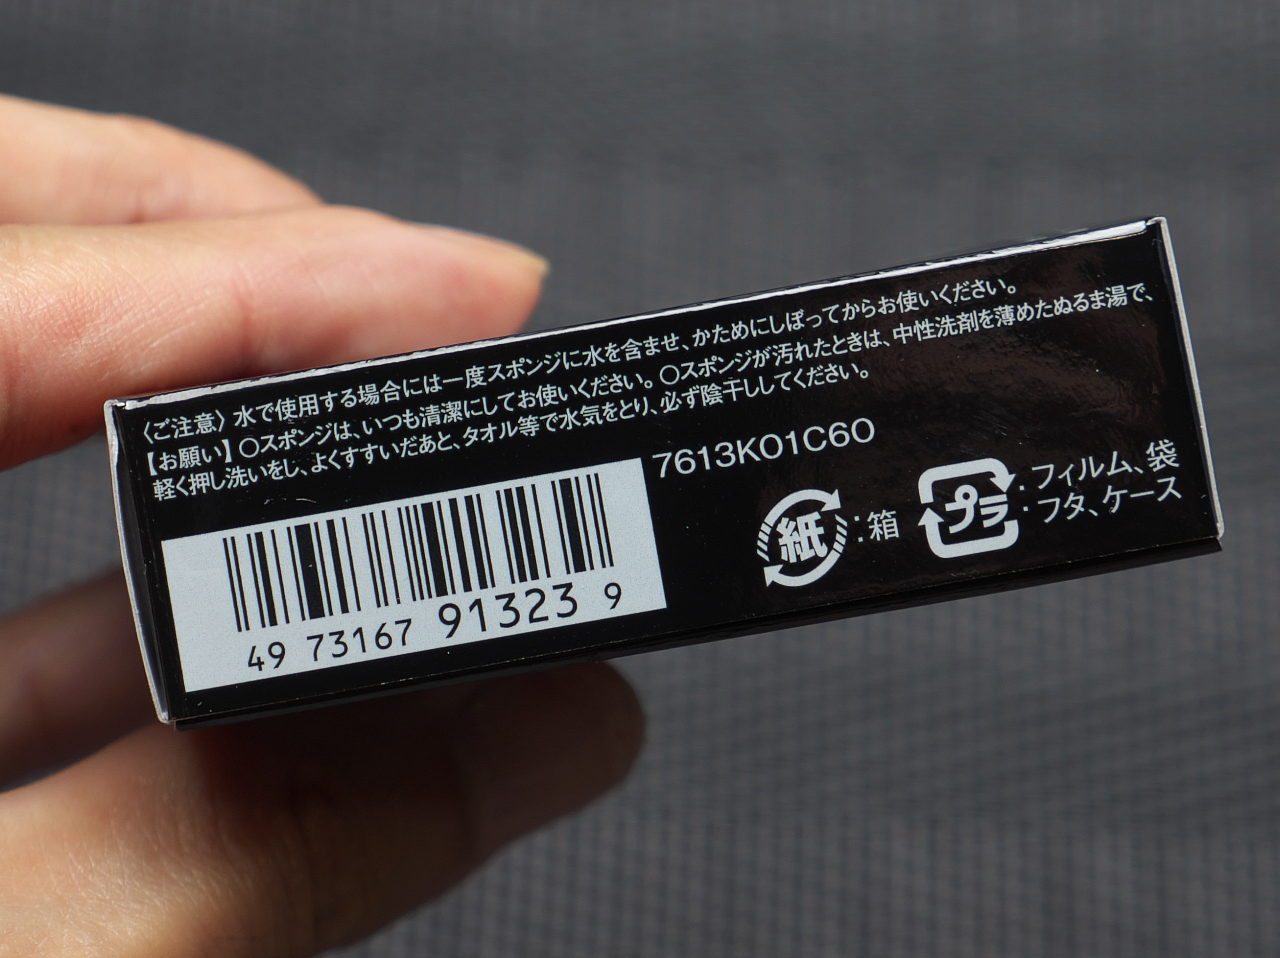 〈ご注意〉水で使用する場合には一度スポンジに水を含ませ、かためにしぼってからお使いください。
【お願い】○スポンジは、いつも清潔にしてお使いください。○スポンジが汚れたときは、中性洗剤を薄めたぬるま湯で、
軽く押し洗いをし、よくすすいだあと、タオル等で水気をとり、必ず陰干ししてください。
7613K01C60
紙:箱
プラ:フィルム、袋
フタ、ケース
49 73167 91323 9